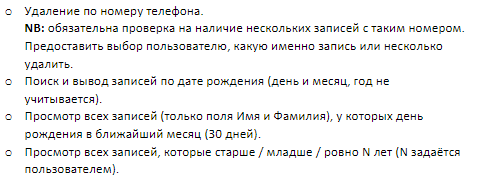 o Удаление по номеру телефона.
NB: обязательна проверка на наличие нескольких записей с таким номером.
Предоставить выбор пользователю, какую именно запись или несколько
удалить.
o Поиск и вывод записей по дате рождения (день и месяц, год не
учитывается).
o Просмотр всех записей (только поля Имя и Фамилия), у которых день
рождения в ближайший месяц (30 дней).
o Просмотр всех записей, которые старше / младше / ровно N лет (N задаётся
пользователем).